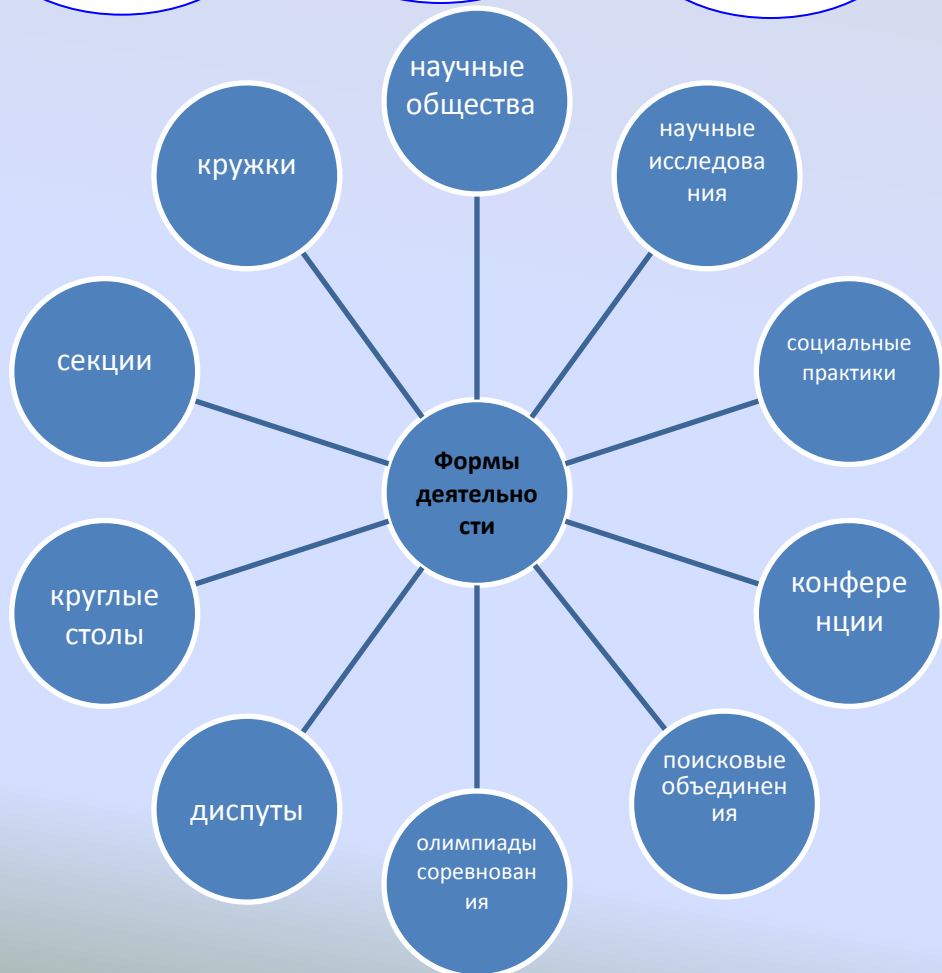 научные
общества
научные
исследова
ния
кружки
социальные
практики
секции
Формы
деятельно
сти
конфере
нции
круглые
столы
поисковые
объединен
ия
диспуты
олимпиады
соревнован
ия